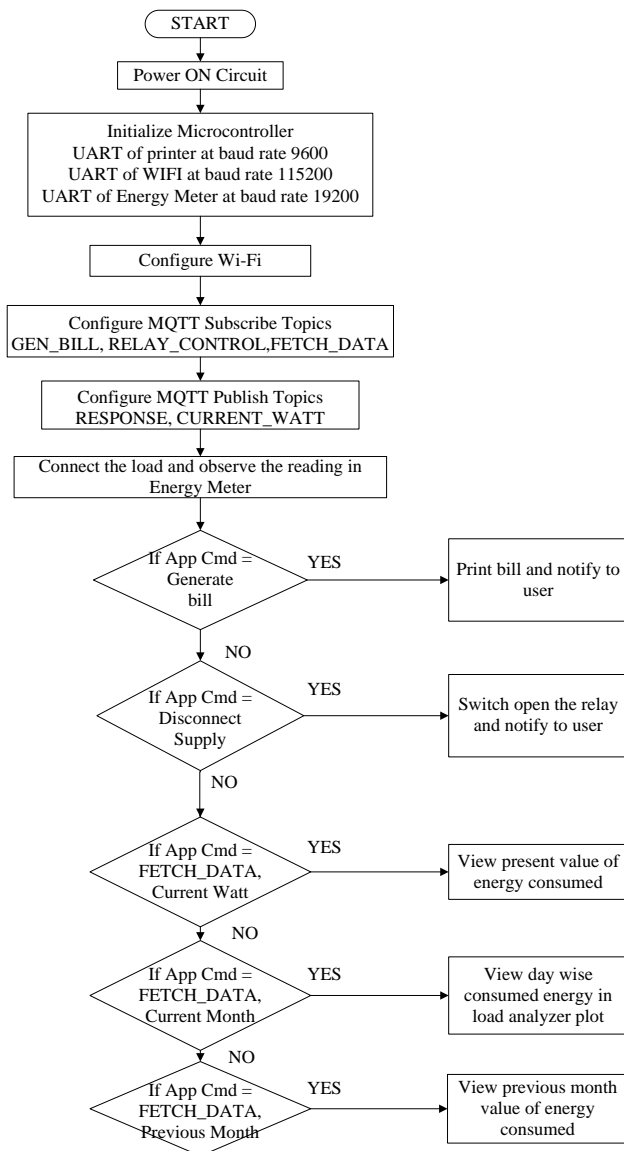 START
Power ON Circuit
Initialize Microcontroller
UART of printer at baud rate 9600
UART of WIFI at baud rate 115200
UART of Energy Meter at baud rate 19200
Configure Wi-Fi
Configure MQTT Subscribe Topics
GEN_BILL, RELAY_CONTROL,FETCH_DATA
Configure MQTT Publish Topics
RESPONSE, CURRENT_WATT
Connect the load and observe the reading in
Energy Meter
If App Cmd =
Generate
bill
YES
Print bill and notify to
user
NO
If App Cmd =
Disconnect
Supply
YES
Switch open the relay
and notify to user
NO
If App Cmd =
FETCH_DATA,
Current Watt
YES
View present value of
energy consumed
NO
If App Cmd =
FETCH_DATA,
Current Month
YES
View day wise
consumed energy in
load analyzer plot
NO
If App Cmd =
FETCH_DATA,
Previous Month
YES
View previous month
value of energy
consumed